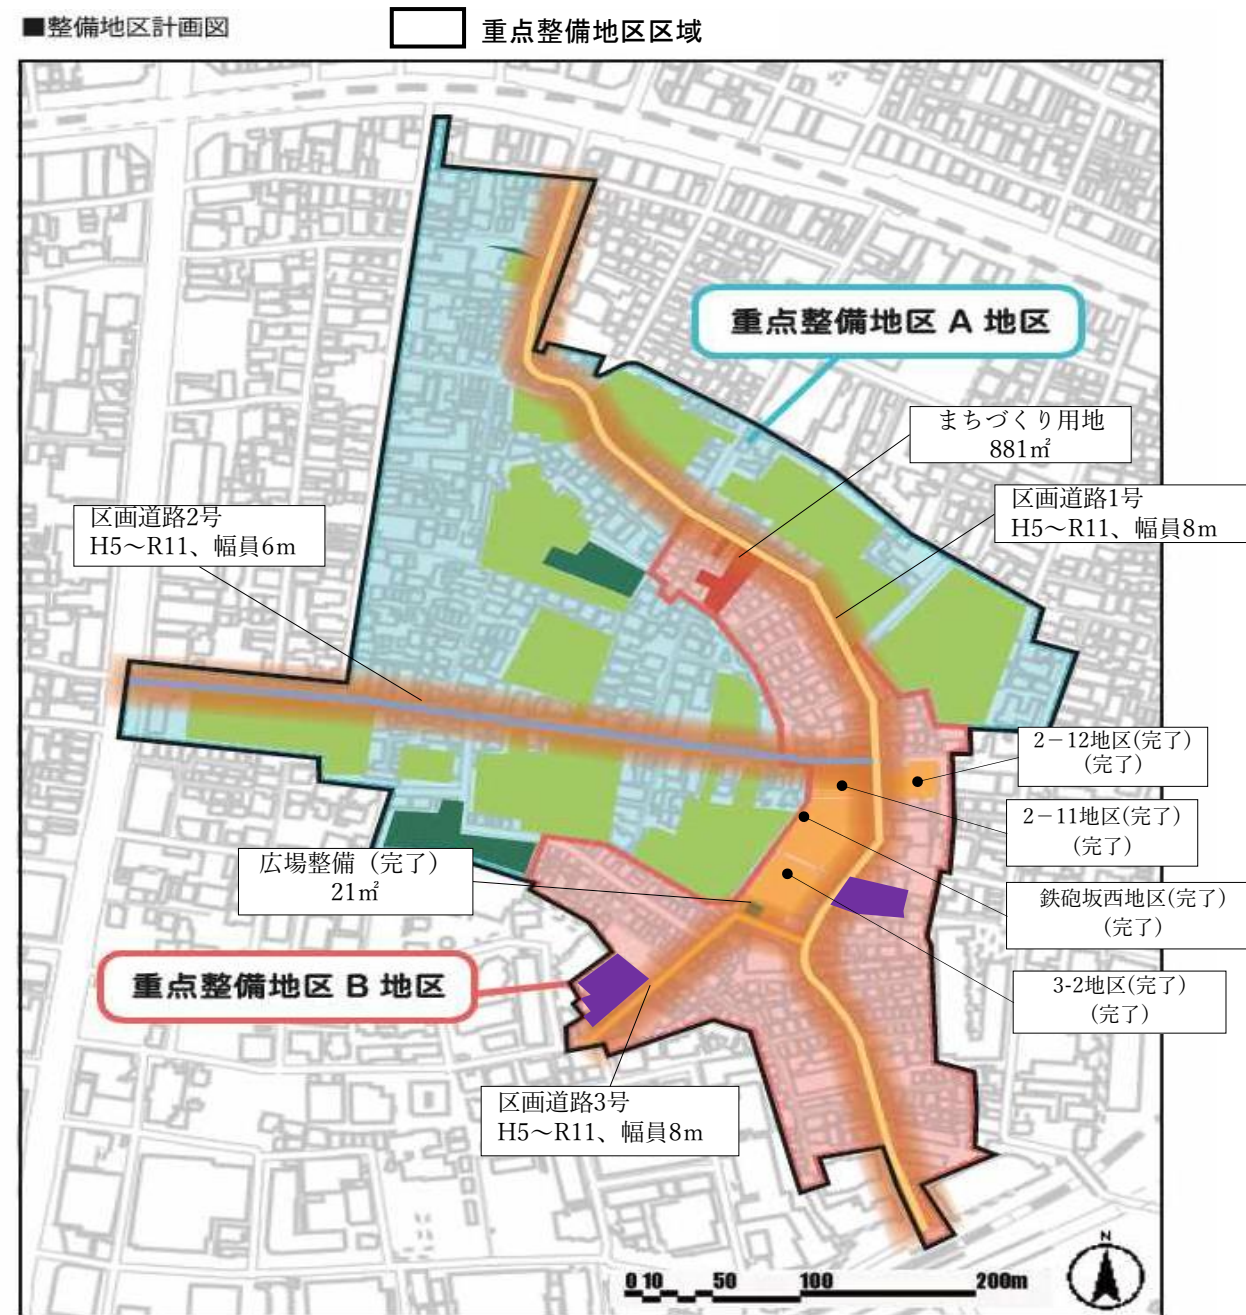 ■整備地区計画図
重点整備地区区域
重点整備地区 A 地区
まちづくり用地
881㎡
区画道路1号
H5～R11、幅員8m
区画道路2号
H5～R11、幅員6m
2－12地区(完了)
(完了)
2－11地区(完了)
(完了)
広場整備（完了）
21㎡
鉄砲坂西地区(完了)
(完了)
重点整備地区 B 地区
3-2地区(完了)
(完了)
区画道路3号
H5～R11、幅員8m
N
0 10 50 100 200m